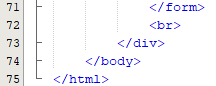 71 </form>
72 <br>
73 </div>
74 </body>
75 </html>